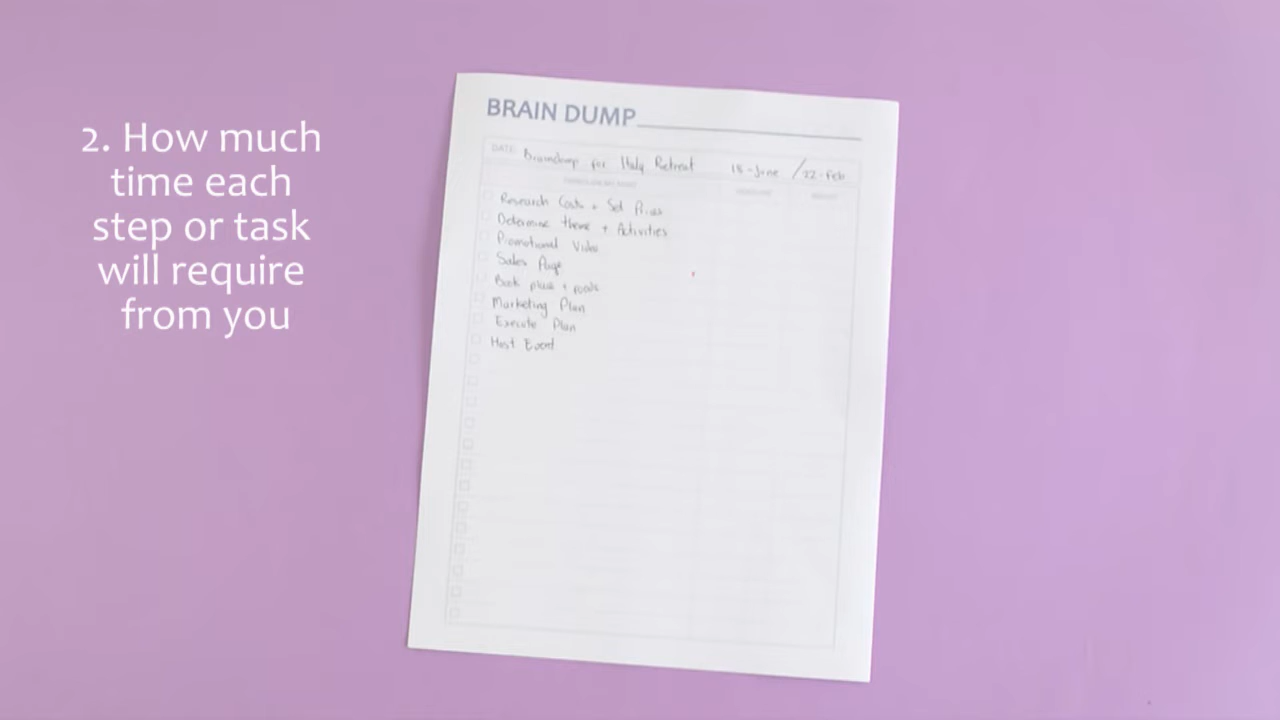 2. How much
time each
step or task
will require
from you
BRAIN DUMP
DATE: Braindump for Italy Retreat 18-June / 22-Feb
Research Costs + Set Prices
Determine theme + Activities
Promotional Video
Sales Page
Book place + 
Marketing Plan
Execute Plan
Host Event